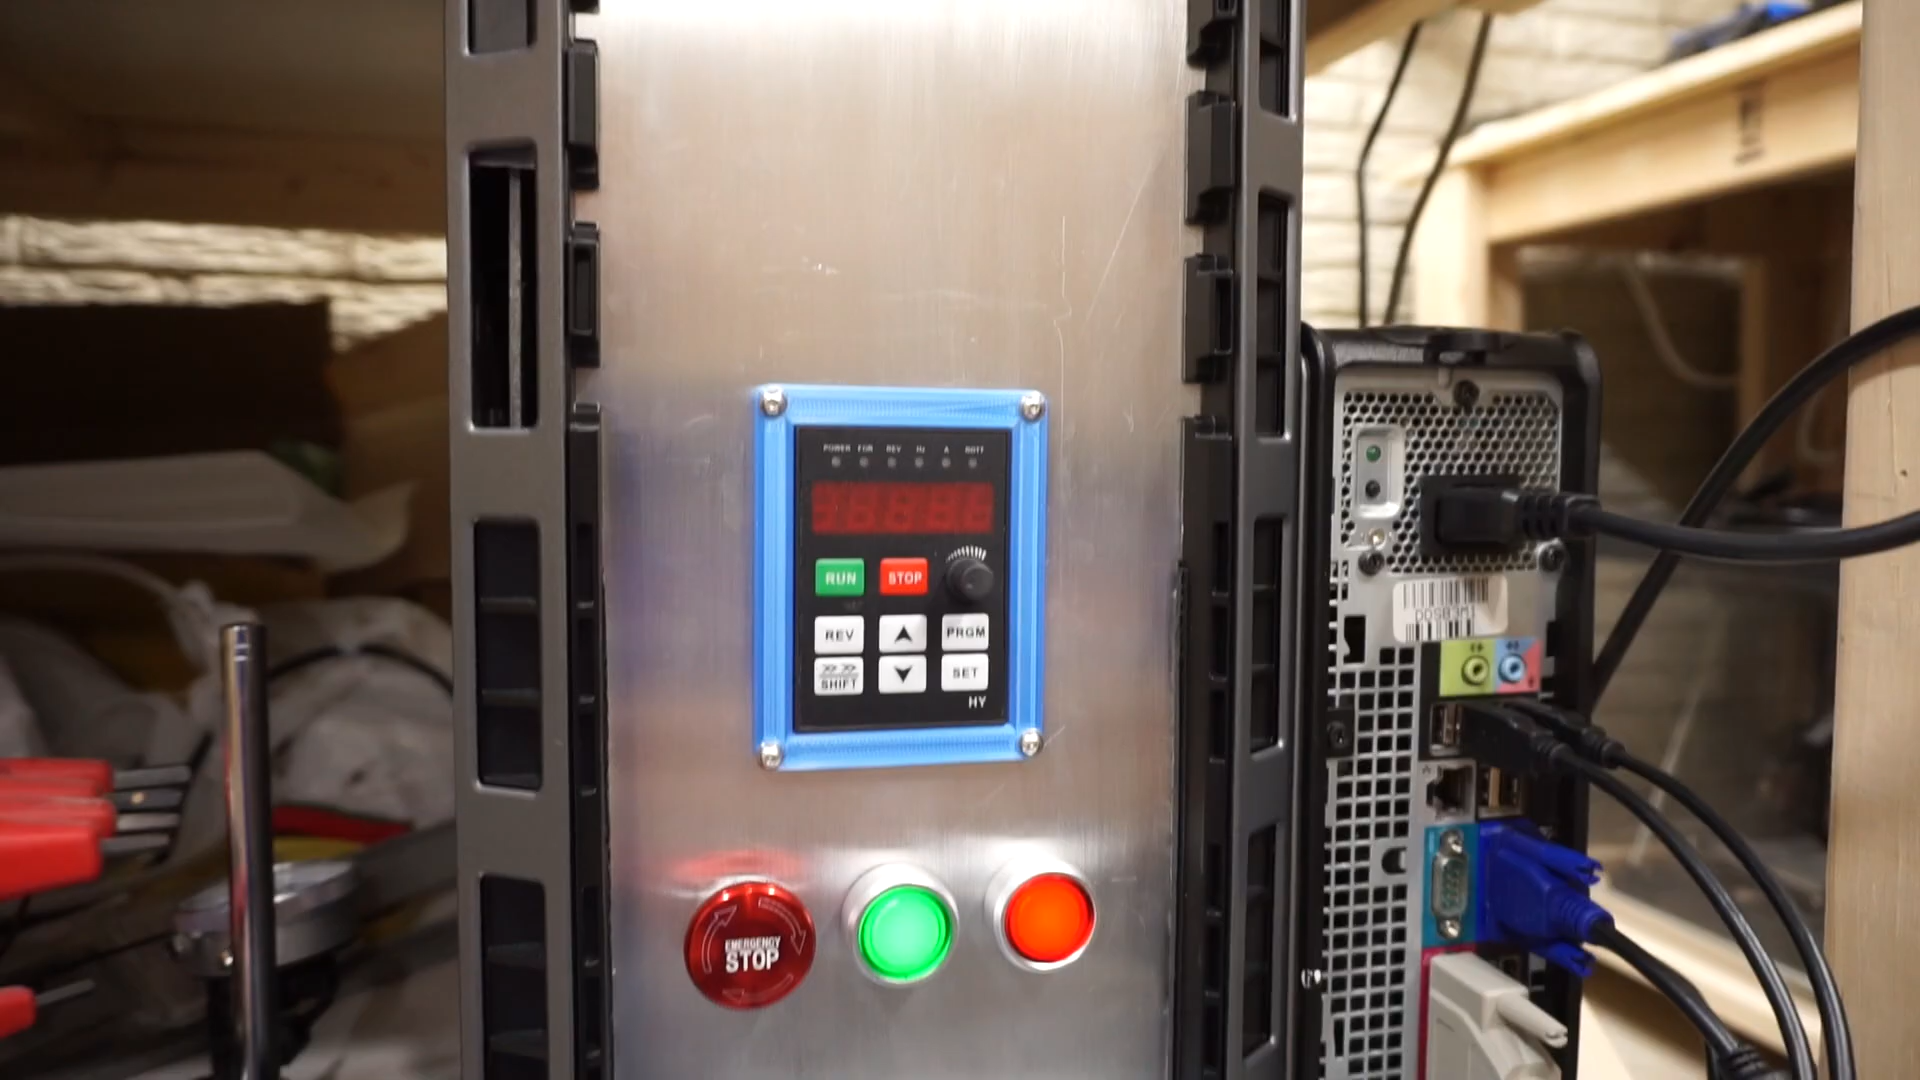 POWER FOR REV Hz A ROTT
RUN STOP
REV PRGM
SHIFT SET
HY
EMERGENCY
STOP